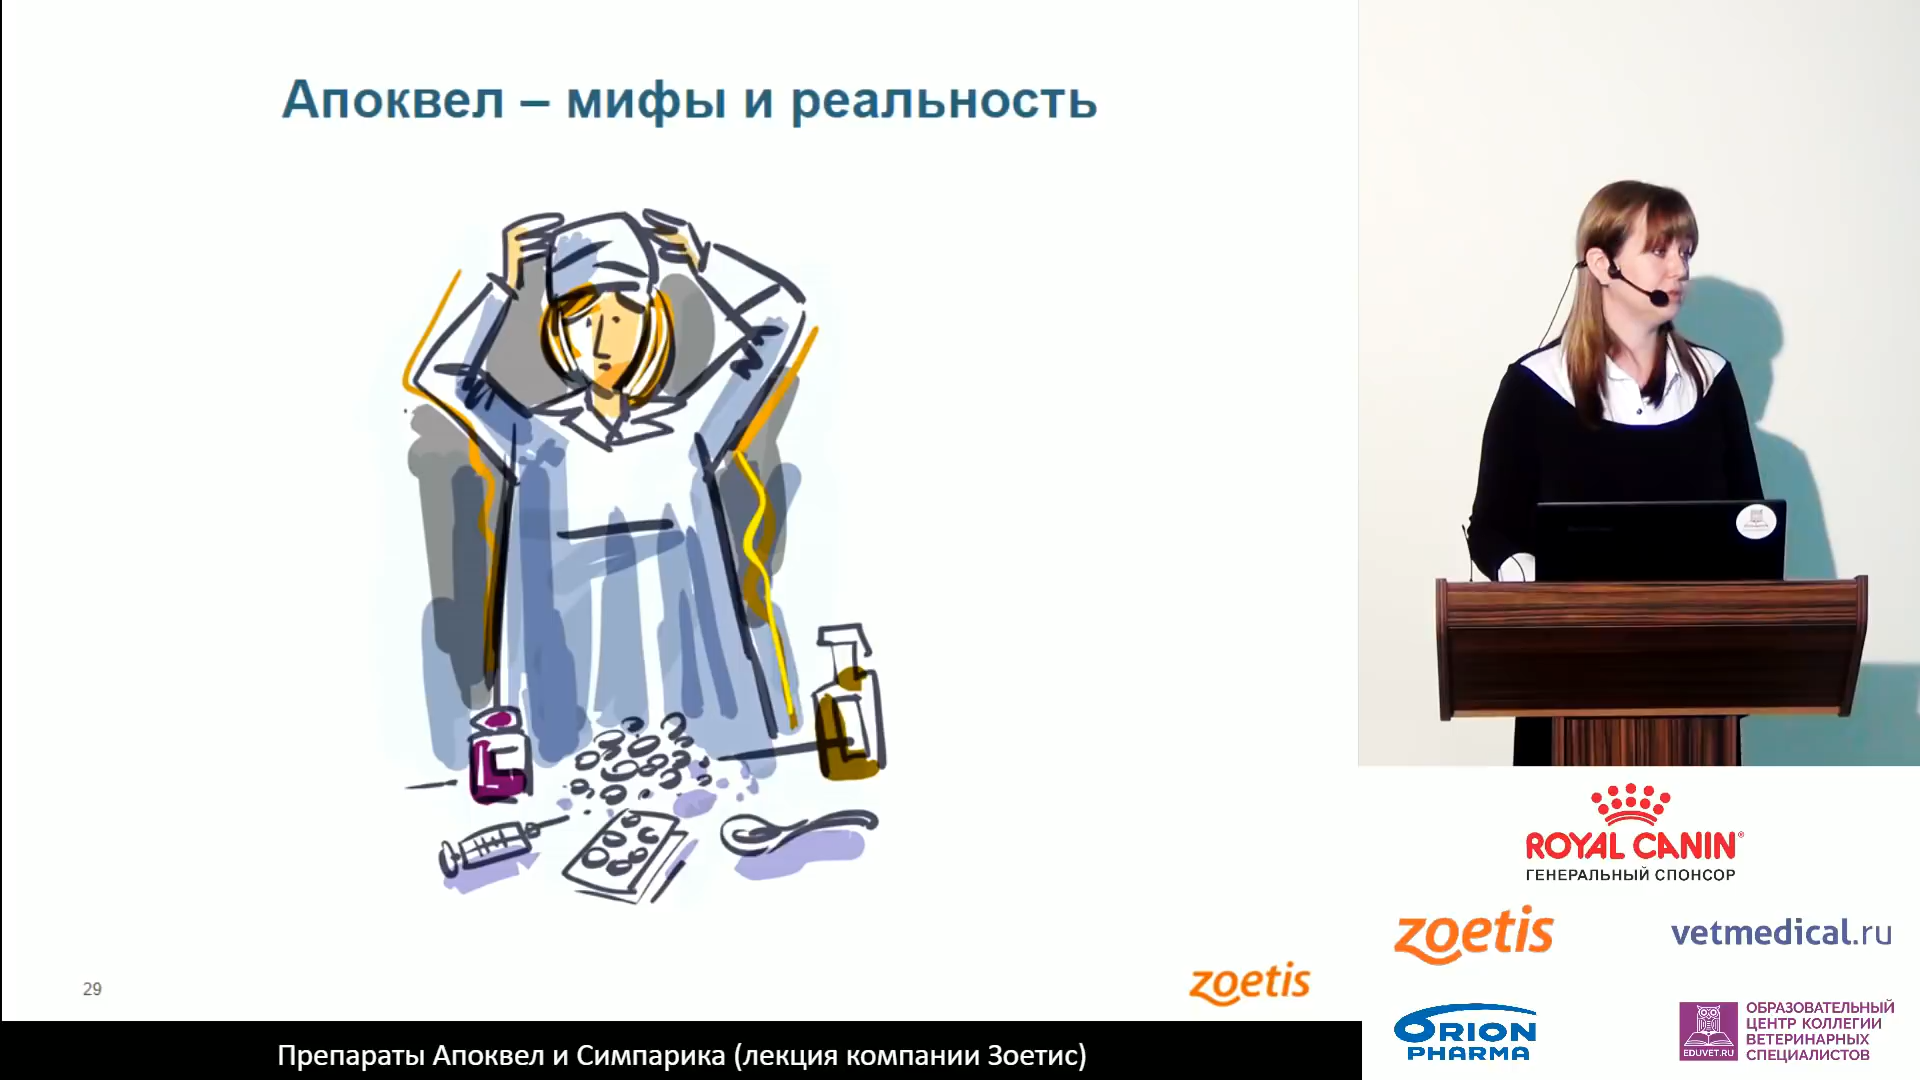 Апоквел – мифы и реальность
29
zoetis
Препараты Апоквел и Симпарика (лекция компании Зоетис)
ROYAL CANIN®
ГЕНЕРАЛЬНЫЙ СПОНСОР
zoetis
vetmedical.ru
ORION
PHARMA
EDUVET.RU
ОБРАЗОВАТЕЛЬНЫЙ
ЦЕНТР КОЛЛЕГИИ
ВЕТЕРИНАРНЫХ
СПЕЦИАЛИСТОВ